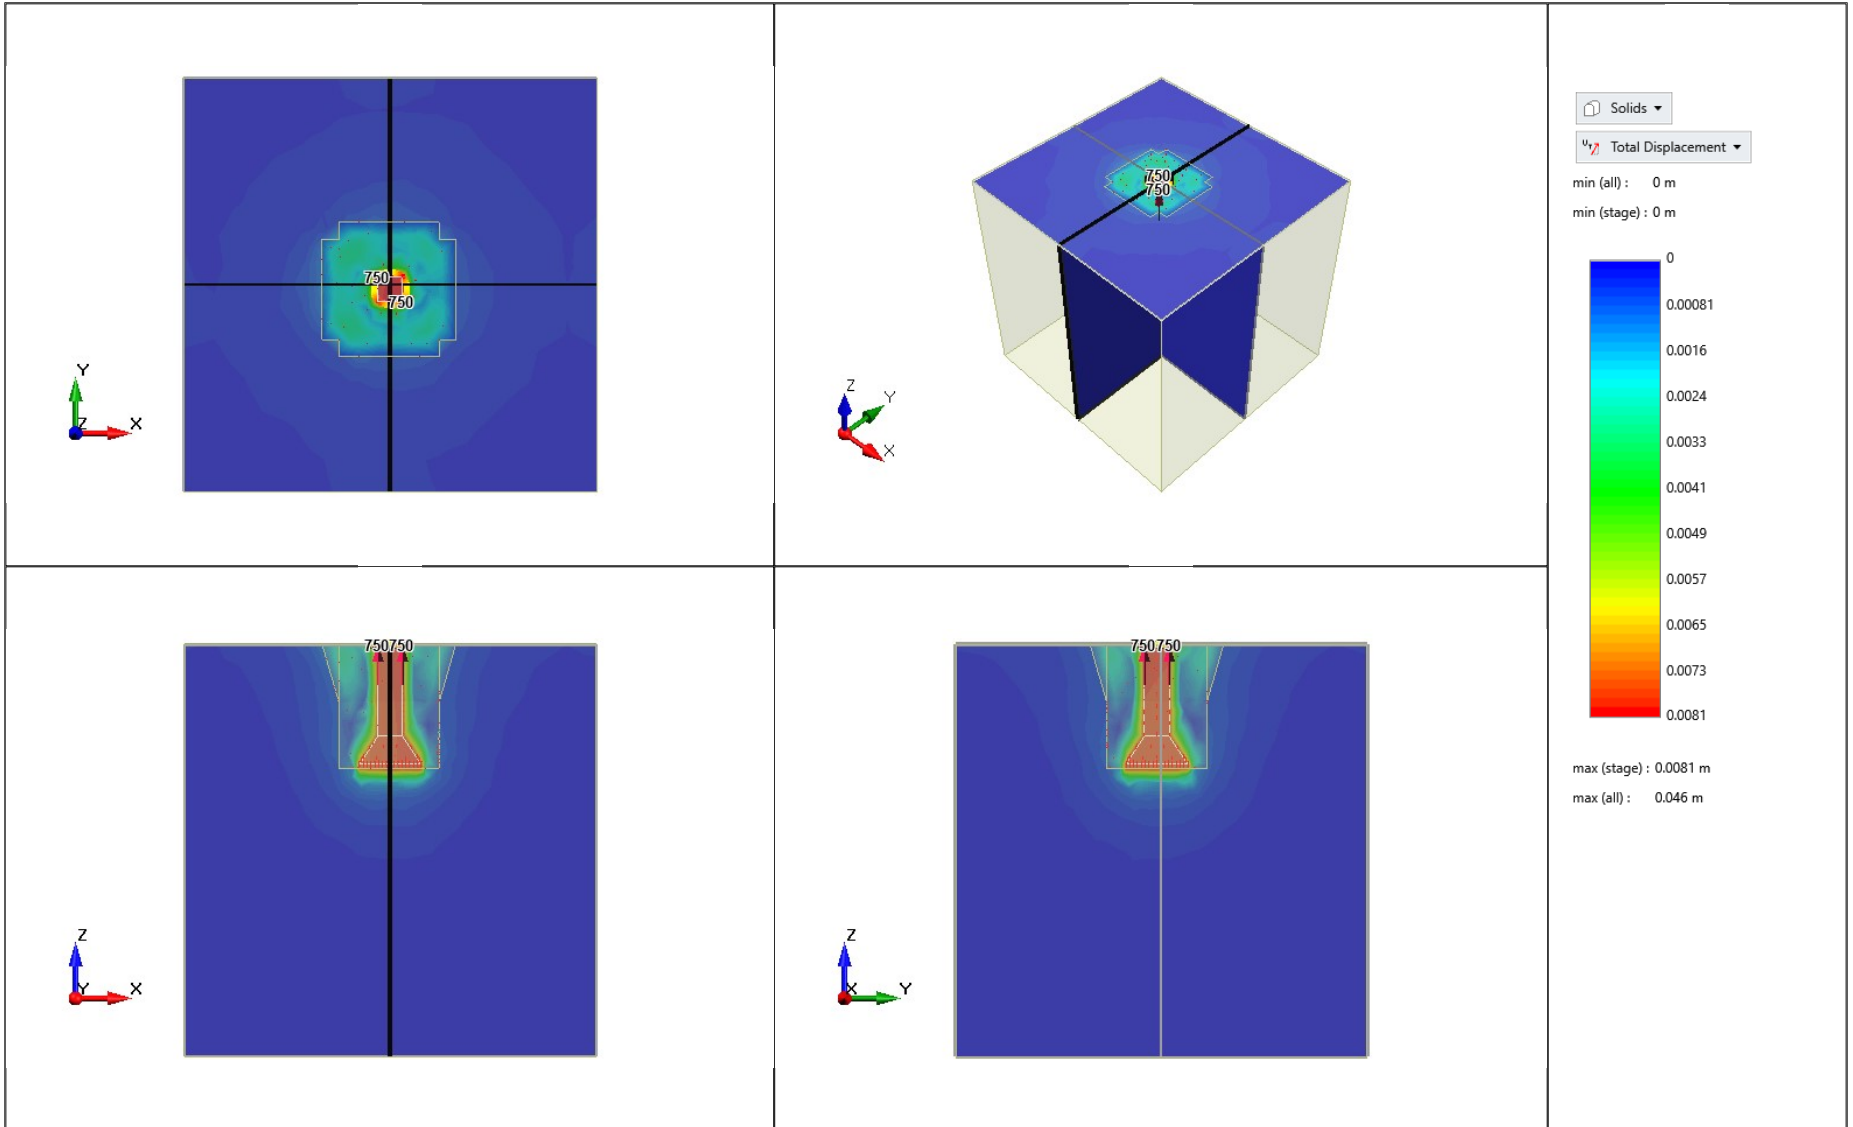 750
750
Y
Z
X
750
750
Z
Y
X
750750
Z
Y
X
750750
Z
X
Y
Solids
UT Total Displacement
min (all) : 0 m
min (stage) : 0 m
0
0.00081
0.0016
0.0024
0.0033
0.0041
0.0049
0.0057
0.0065
0.0073
0.0081
max (stage) : 0.0081 m
max (all) : 0.046 m